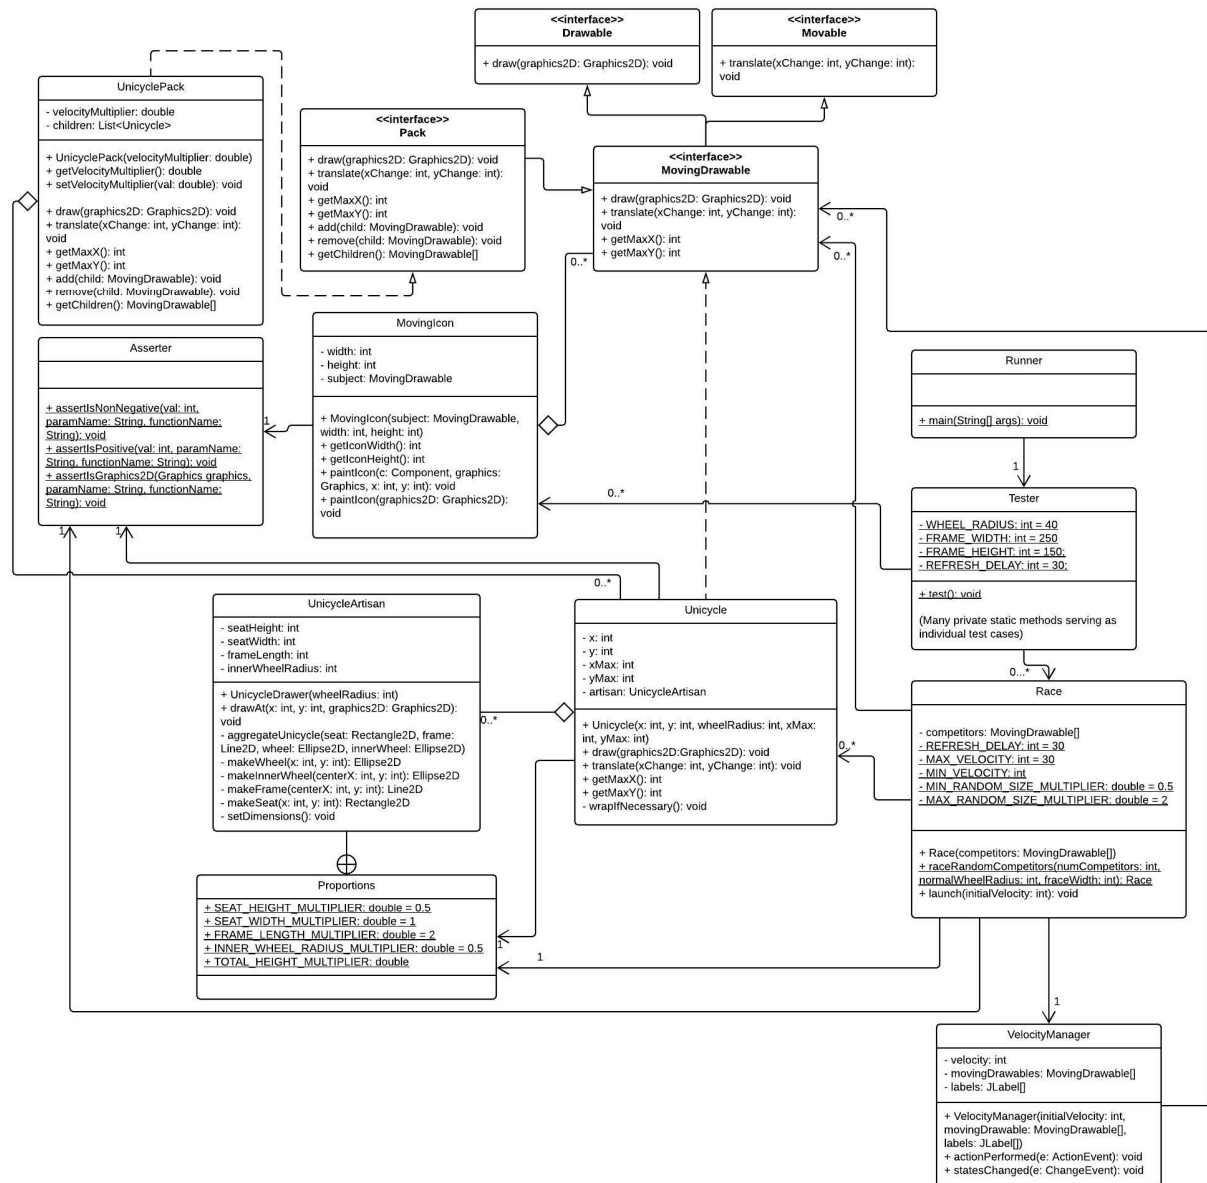 <<interface>>
Drawable
+ draw(graphics2D: Graphics2D): void
<<interface>>
Movable
+ translate(xChange: int, yChange: int):
void
UnicyclePack
- velocityMultiplier: double
- children: List<Unicycle>
+ UnicyclePack(velocityMultiplier: double)
+ getVelocityMultiplier(): double
+ setVelocityMultiplier(val: double): void
+ draw(graphics2D: Graphics2D): void
+ translate(xChange: int, yChange: int):
void
+ getMaxX(): int
+ getMaxY(): int
+ add(child: MovingDrawable): void
+ remove(child: MovingDrawable): void
+ getChildren(): MovingDrawable[]
<<interface>>
Pack
+ draw(graphics2D: Graphics2D): void
+ translate(xChange: int, yChange: int):
void
+ getMaxX(): int
+ getMaxY(): int
+ add(child: MovingDrawable): void
+ remove(child: MovingDrawable): void
+ getChildren(): MovingDrawable[]
<<interface>>
MovingDrawable
+ draw(graphics2D: Graphics2D): void
+ translate(xChange: int, yChange: int):
void
+ getMaxX(): int
+ getMaxY(): int
0..*
0..*
0..*
Asserter
+ assertIsNonNegative(val: int,
paramName: String, functionName:
String): void
+ assertIsPositive(val: int, paramName:
String, functionName: String): void
+ assertIsGraphics2D(Graphics graphics,
paramName: String, functionName:
String): void
1
1
1
MovingIcon
- width: int
- height: int
- subject: MovingDrawable
+ MovingIcon(subject: MovingDrawable,
width: int, height: int)
+ getIconWidth(): int
+ getIconHeight(): int
+ paintIcon(c: Component, graphics:
Graphics, x: int, y: int): void
+ paintIcon(graphics2D: Graphics2D):
void
0..*
Runner
+ main(String[] args): void
1
Tester
- WHEEL_RADIUS: int = 40
- FRAME_WIDTH: int = 250
- FRAME_HEIGHT: int = 150;
- REFRESH_DELAY: int = 30;
+ test(): void
(Many private static methods serving as
individual test cases)
0...*
UnicycleArtisan
- seatHeight: int
- seatWidth: int
- frameLength: int
- innerWheelRadius: int
+ UnicycleDrawer(wheelRadius: int)
+ drawAt(x: int, y: int, graphics2D: Graphics2D):
void
- aggregateUnicycle(seat: Rectangle2D, frame:
Line2D, wheel: Ellipse2D, innerWheel: Ellipse2D)
- makeWheel(x: int, y: int): Ellipse2D
- makeInnerWheel(centerX: int, y: int): Ellipse2D
- makeFrame(centerX: int, y: int): Line2D
- makeSeat(x: int, y: int): Rectangle2D
- setDimensions(): void
0..*
0..*
Unicycle
- x: int
- y: int
- xMax: int
- yMax: int
- artisan: UnicycleArtisan
+ Unicycle(x: int, y: int, wheelRadius: int, xMax:
int, yMax: int)
+ draw(graphics2D:Graphics2D): void
+ translate(xChange: int, yChange: int): void
+ getMaxX(): int
+ getMaxY(): int
- wrapIfNecessary(): void
0..*
Race
- competitors: MovingDrawable[]
- REFRESH_DELAY: int = 30
- MAX_VELOCITY: int = 30
- MIN_VELOCITY: int
- MIN_RANDOM_SIZE_MULTIPLIER: double = 0.5
- MAX_RANDOM_SIZE_MULTIPLIER: double = 2
+ Race(competitors: MovingDrawable[])
+ raceRandomCompetitors(numCompetitors: int,
normalWheelRadius: int, fraceWidth: int): Race
+ launch(initialVelocity: int): void
Proportions
+ SEAT_HEIGHT_MULTIPLIER: double = 0.5
+ SEAT_WIDTH_MULTIPLIER: double = 1
+ FRAME_LENGTH_MULTIPLIER: double = 2
+ INNER_WHEEL_RADIUS_MULTIPLIER: double = 0.5
+ TOTAL_HEIGHT_MULTIPLIER: double
1
1
1
VelocityManager
- velocity: int
- movingDrawables: MovingDrawable[]
- labels: JLabel[]
+ VelocityManager(initialVelocity: int,
movingDrawable: MovingDrawable[],
labels: JLabel[])
+ actionPerformed(e: ActionEvent): void
+ statesChanged(e: ChangeEvent): void